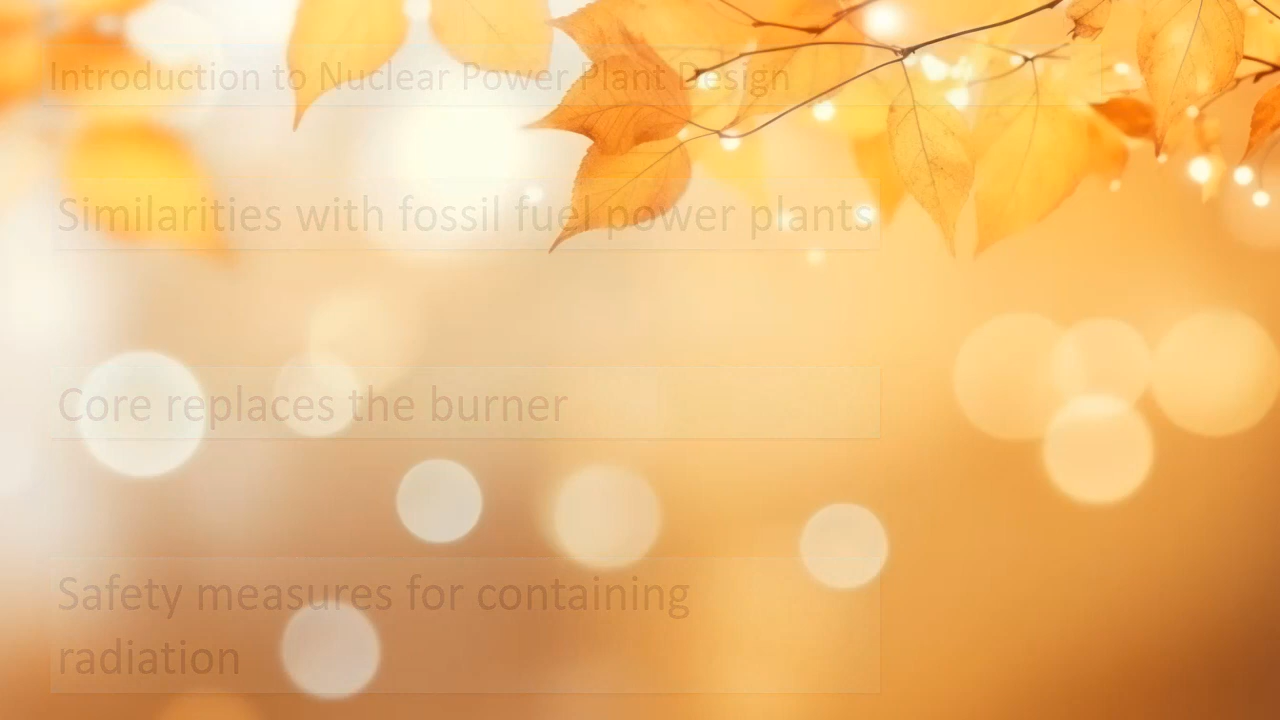 Introduction to Nuclear Power Plant Design
Similarities with fossil fuel power plants
Core replaces the burner
Safety measures for containing
radiation